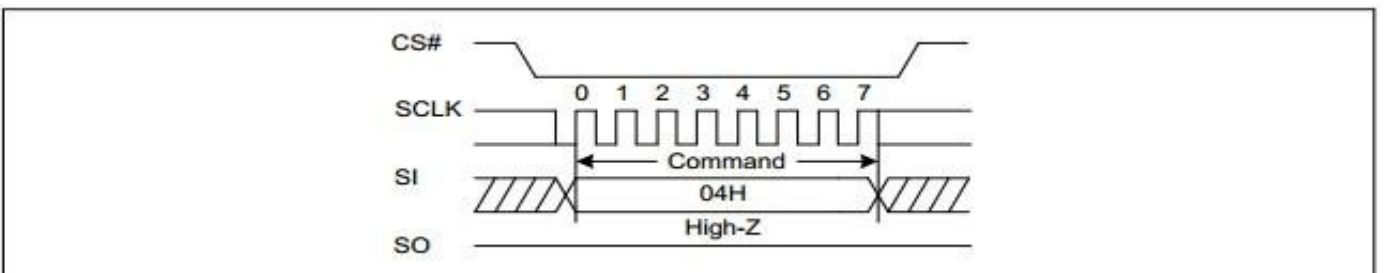 CS#
0 1 2 3 4 5 6 7
SCLK
Command
SI
04H
High-Z
SO